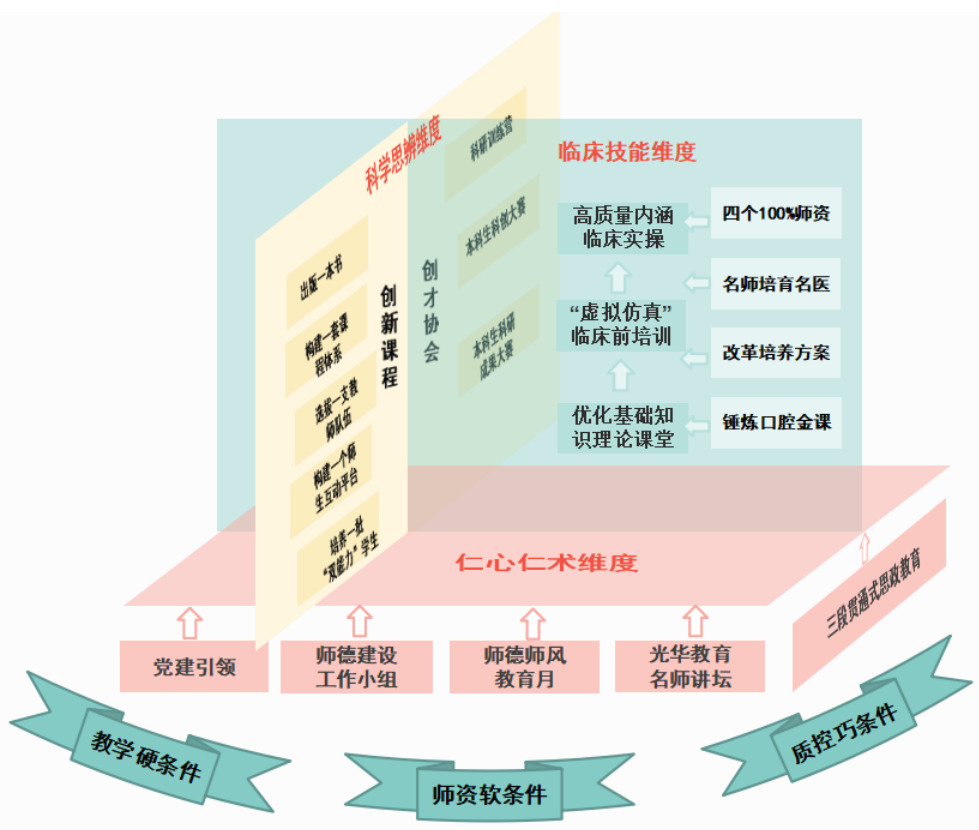 科学思辨维度
科研训练营
本科生科创大赛
本科生科研
成果大赛
出版一本书
构建一套课
程体系
选拔一支教
师队伍
构建一个师
生互动平台
培养一批
“双能力”学生
创新课程
创才协会
临床技能维度
高质量内涵
临床实操
“虚拟仿真”
临床前培训
优化基础知
识理论课堂
四个100%师资
名师培育名医
改革培养方案
锤炼口腔金课
仁心仁术维度
三段贯通式思政教育
党建引领
师德建设
工作小组
师德师风
教育月
光华教育
名师讲坛
教学硬条件
师资软条件
质控巧条件